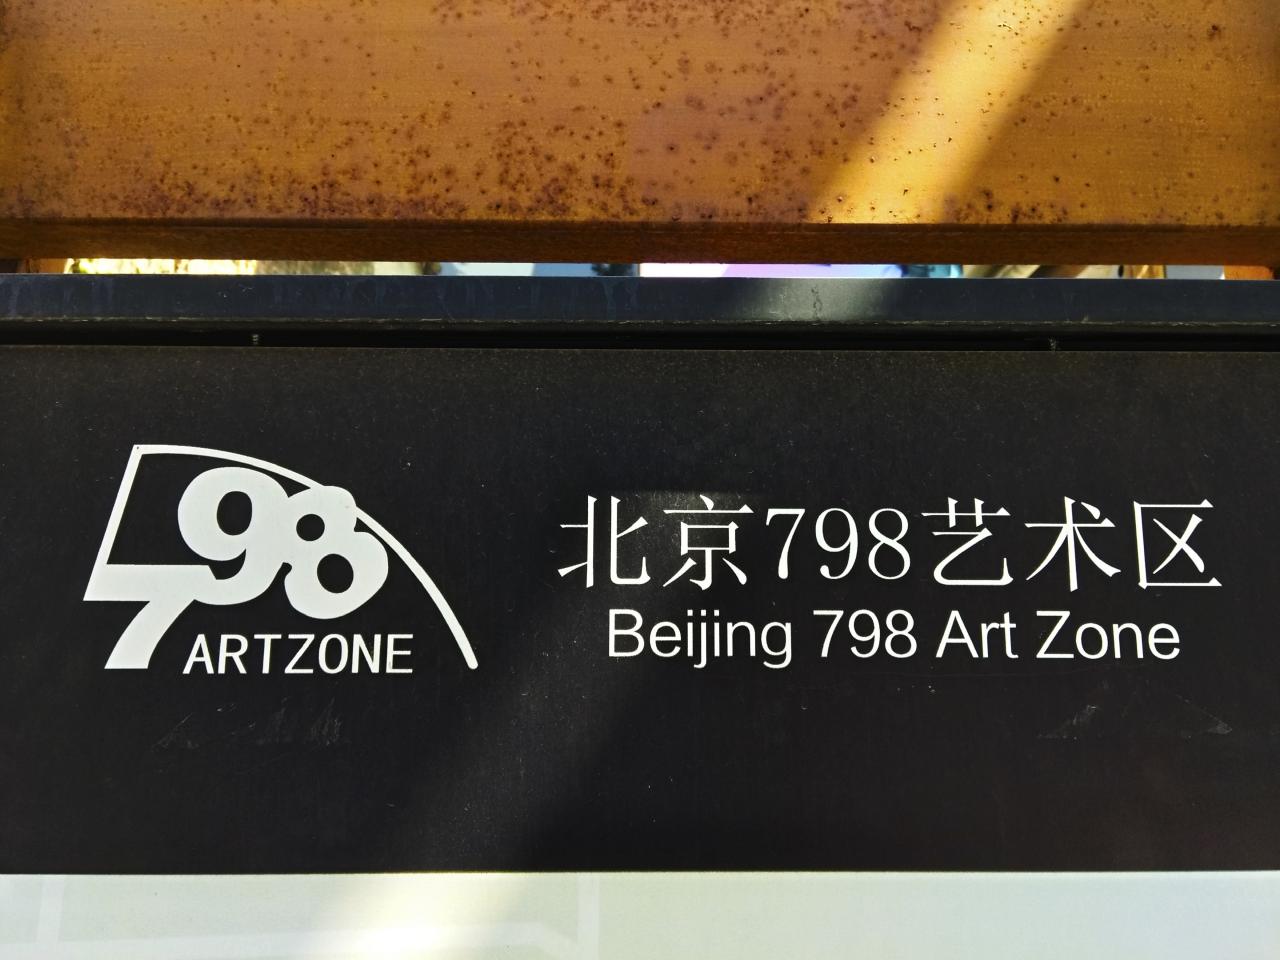 798
ARTZONE
北京798艺术区
Beijing 798 Art Zone